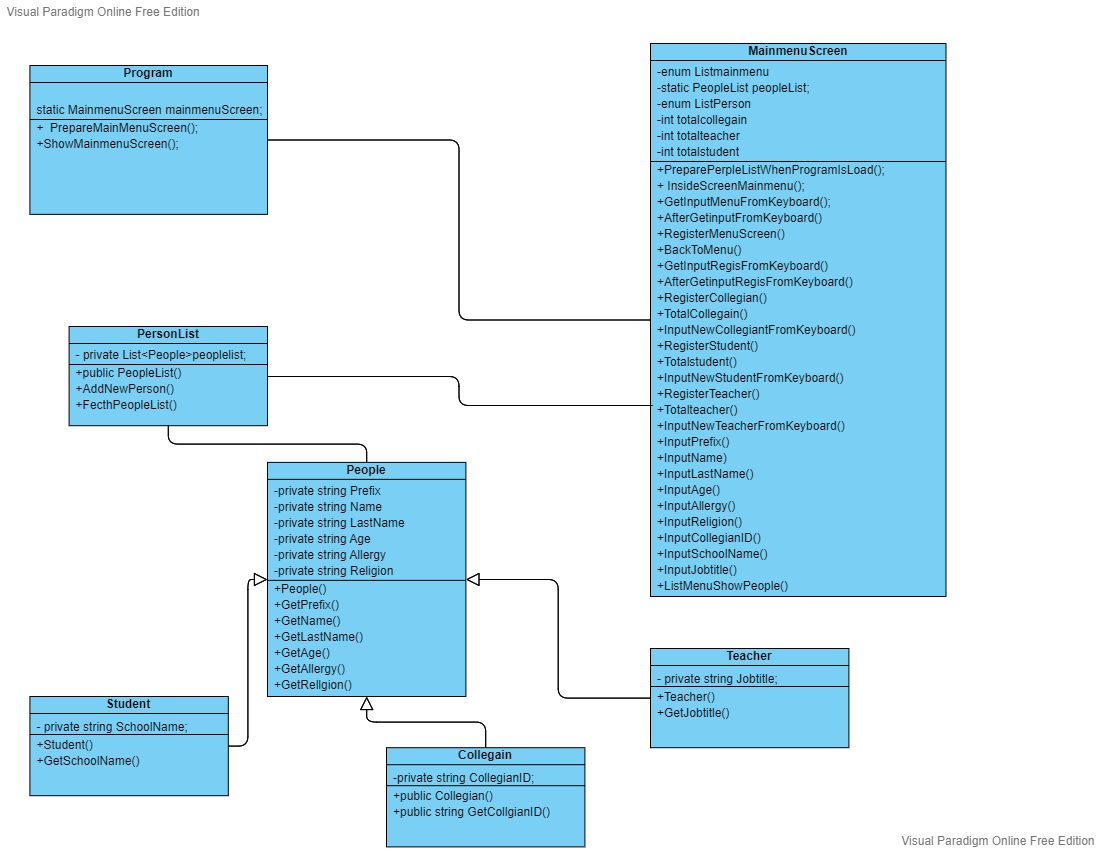 Visual Paradigm Online Free Edition
Program
static MainmenuScreen mainmenuScreen;
+ PrepareMainMenuScreen();
+ShowMainmenuScreen();
MainmenuScreen
-enum Listmainmenu
-static PeopleList peopleList;
-enum ListPerson
-int totalcollegain
-int totalteacher
-int totalstudent
+PreparePerpleListWhenProgramIsLoad();
+ InsideScreenMainmenu();
+GetInputMenuFromKeyboard();
+AfterGetinputFromKeyboard()
+RegisterMenuScreen()
+BackToMenu()
+GetInputRegisFromKeyboard()
+AfterGetinputRegisFromKeyboard()
+RegisterCollegian()
+TotalCollegain()
+InputNewCollegiantFromKeyboard()
+RegisterStudent()
+Totalstudent()
+InputNewStudentFromKeyboard()
+RegisterTeacher()
+Totalteacher()
+InputNewTeacherFromKeyboard()
+InputPrefix()
+InputName)
+InputLastName()
+InputAge()
+InputAllergy()
+InputReligion()
+InputCollegianID()
+InputSchoolName()
+InputJobtitle()
+ListMenuShowPeople()
PersonList
- private List<People>peoplelist;
+public PeopleList()
+AddNewPerson()
+FecthPeopleList()
People
-private string Prefix
-private string Name
-private string LastName
-private string Age
-private string Allergy
-private string Religion
+People()
+GetPrefix()
+GetName()
+GetLastName()
+GetAge()
+GetAllergy()
+GetRellgion()
Teacher
- private string Jobtitle;
+Teacher()
+GetJobtitle()
Student
- private string SchoolName;
+Student()
+GetSchoolName()
Collegain
-private string CollegianID;
+public Collegian()
+public string GetCollgianID()
Visual Paradigm Online Free Edition